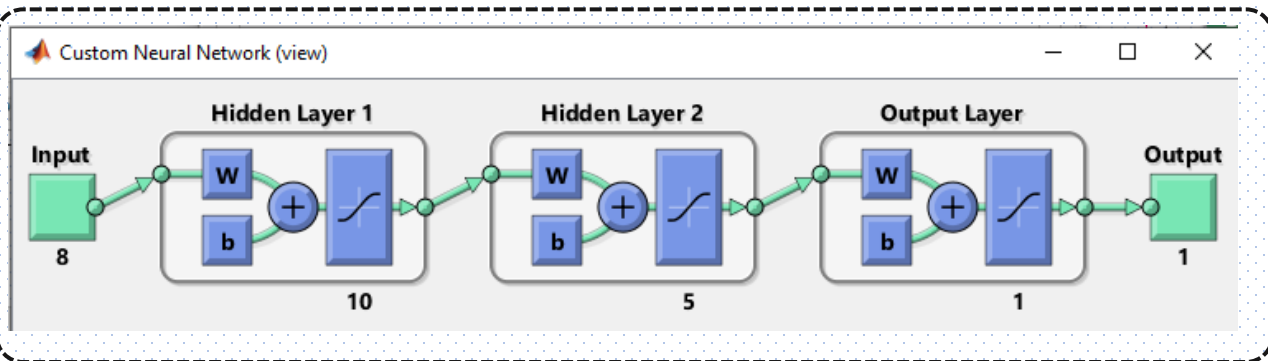 Custom Neural Network (view)
Hidden Layer 1
Hidden Layer 2
Output Layer
Input
Output
W
W
W
b
b
b
8
1
10
5
1